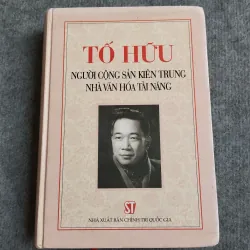 TỐ HỮU
NGƯỜI CỘNG SẢN KIÊN TRUNG
NHÀ VĂN HÓA TÀI NĂNG
ST
NHÀ XUẤT BẢN CHÍNH TRỊ QUỐC GIA